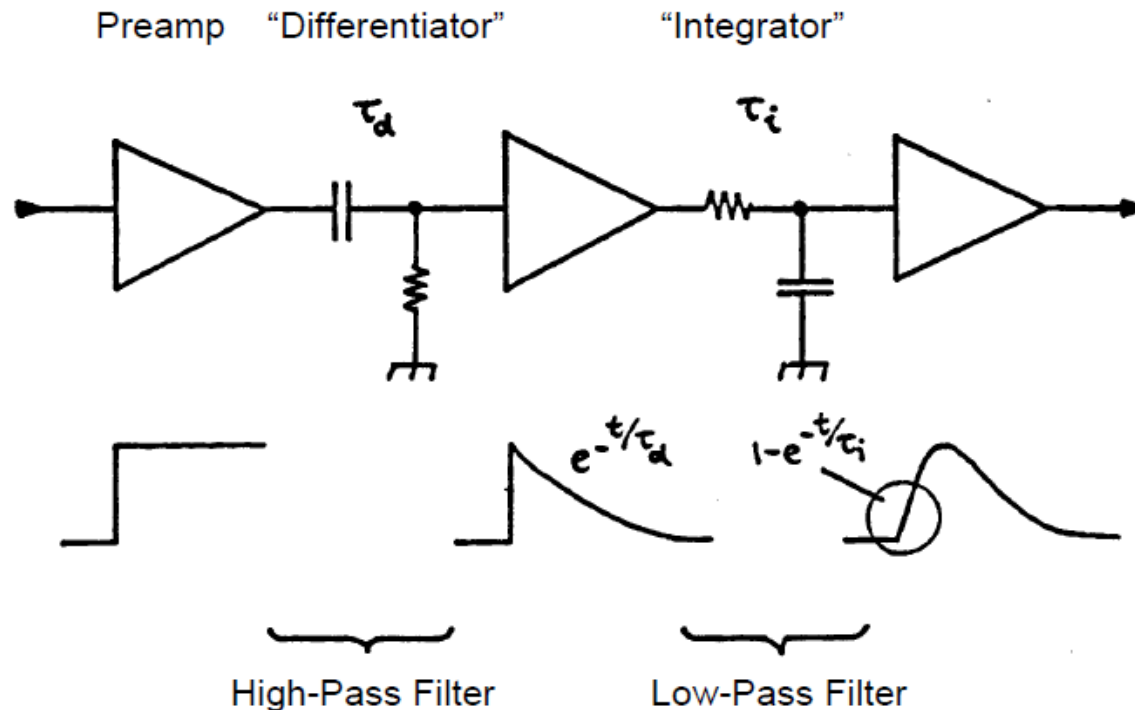 Preamp "Differentiator" "Integrator"
τd τi
e^-t/τd 1-e^-t/τi
High-Pass Filter Low-Pass Filter